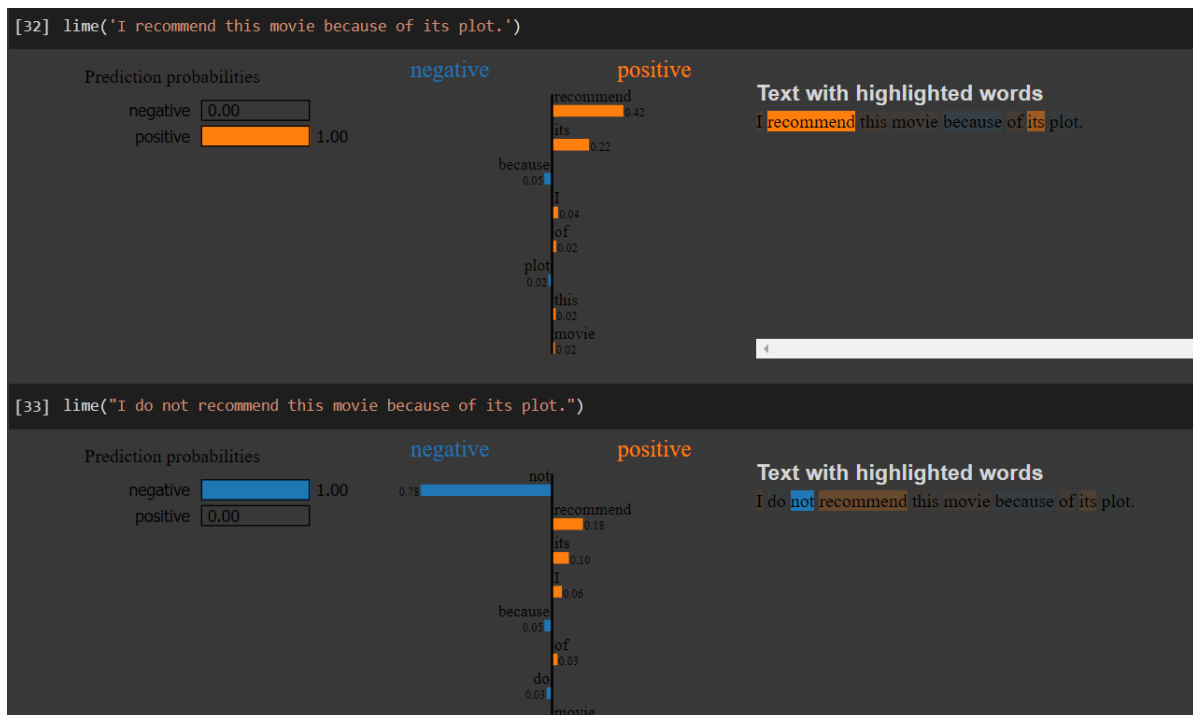 [32] lime('I recommend this movie because of its plot.')
Prediction probabilities
negative 0.00
positive 1.00
negative positive
recommend
0.42
its
0.22
because
0.05
I
0.04
of
0.02
plot
0.02
this
0.02
movie
0.02
Text with highlighted words
I recommend this movie because of its plot.
[33] lime("I do not recommend this movie because of its plot.")
Prediction probabilities
negative 1.00
positive 0.00
negative positive
not
0.78
recommend
0.18
its
0.10
I
0.06
because
0.05
of
0.03
do
0.03
movie
Text with highlighted words
I do not recommend this movie because of its plot.